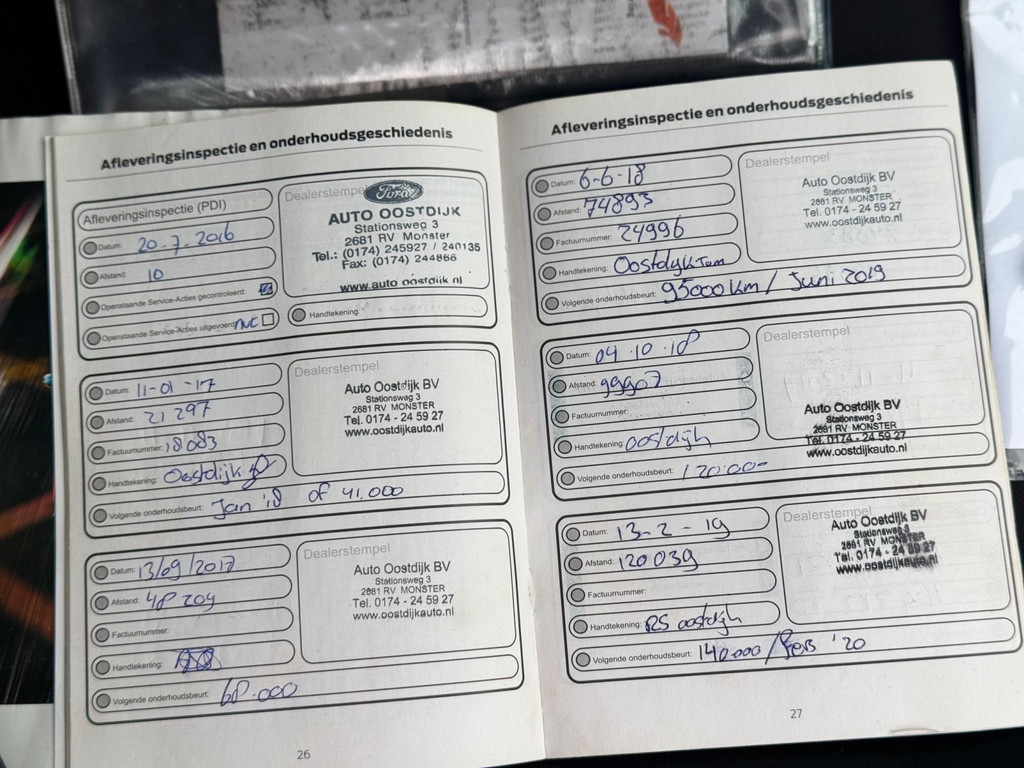 Afleveringsinspectie en onderhoudsgeschiedenis
Afleveringsinspectie (PDI)
Datum: 20-7-2016
Afstand: 10
Openstaande Service-Acties gecontroleerd:
Openstaande Service-Acties uitgevoerd:
Dealerstempel
Ford
AUTO OOSTDIJK
Stationsweg 3
2681 RV Monster
Tel.: (0174) 245927 / 240135
Fax: (0174) 244866
www.auto oostdijk nl
Handtekening:
Datum: 11-01-17
Afstand: 21297
Factuurnummer: 18083
Handtekening: Oostdijk
Volgende onderhoudsbeurt: Jan '18 of 41.000
Dealerstempel
Auto Oostdijk BV
Stationsweg 3
2681 RV MONSTER
Tel. 0174 - 24 59 27
www.oostdijkauto.nl
Datum: 13/09/2017
Afstand: 48209
Factuurnummer:
Handtekening:
Volgende onderhoudsbeurt: 68.000
Dealerstempel
Auto Oostdijk BV
Stationsweg 3
2681 RV MONSTER
Tel. 0174 - 24 59 27
www.oostdijkauto.nl
26
Afleveringsinspectie en onderhoudsgeschiedenis
Datum: 6-6-18
Afstand: 74893
Factuurnummer: 24996
Handtekening: Oostdijk
Volgende onderhoudsbeurt: 95000 km / Juni 2019
Dealerstempel
Auto Oostdijk BV
Stationsweg 3
2681 RV MONSTER
Tel. 0174 - 24 59 27
www.oostdijkauto.nl
Datum: 04.10.18
Afstand: 99907
Factuurnummer:
Handtekening: oostdijk
Volgende onderhoudsbeurt: 120.00-
Dealerstempel
Auto Oostdijk BV
Stationsweg 3
2681 RV MONSTER
Tel. 0174 - 24 59 27
www.oostdijkauto.nl
Datum: 13-2-19
Afstand: 120039
Factuurnummer:
Handtekening: RS oostdijk
Volgende onderhoudsbeurt: 140.000 / '20
Dealerstempel
Auto Oostdijk BV
Stationsweg 3
2681 RV MONSTER
Tel. 0174 - 24 59 27
www.oostdijkauto.nl
27